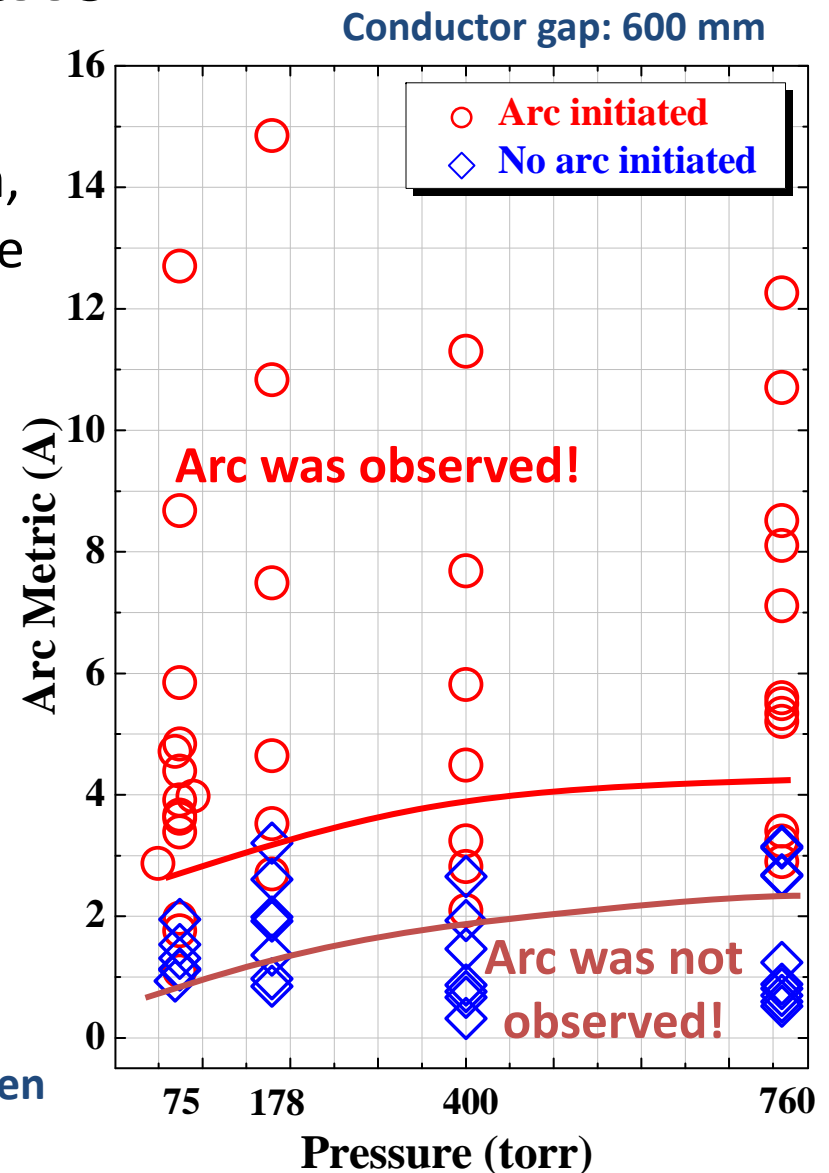 Conductor gap: 600 mm
16
Arc initiated
No arc initiated
14
12
10
Arc was observed!
8
6
4
2
Arc was not
observed!
0
Arc Metric (A)
75 178 400 760
Pressure (torr)